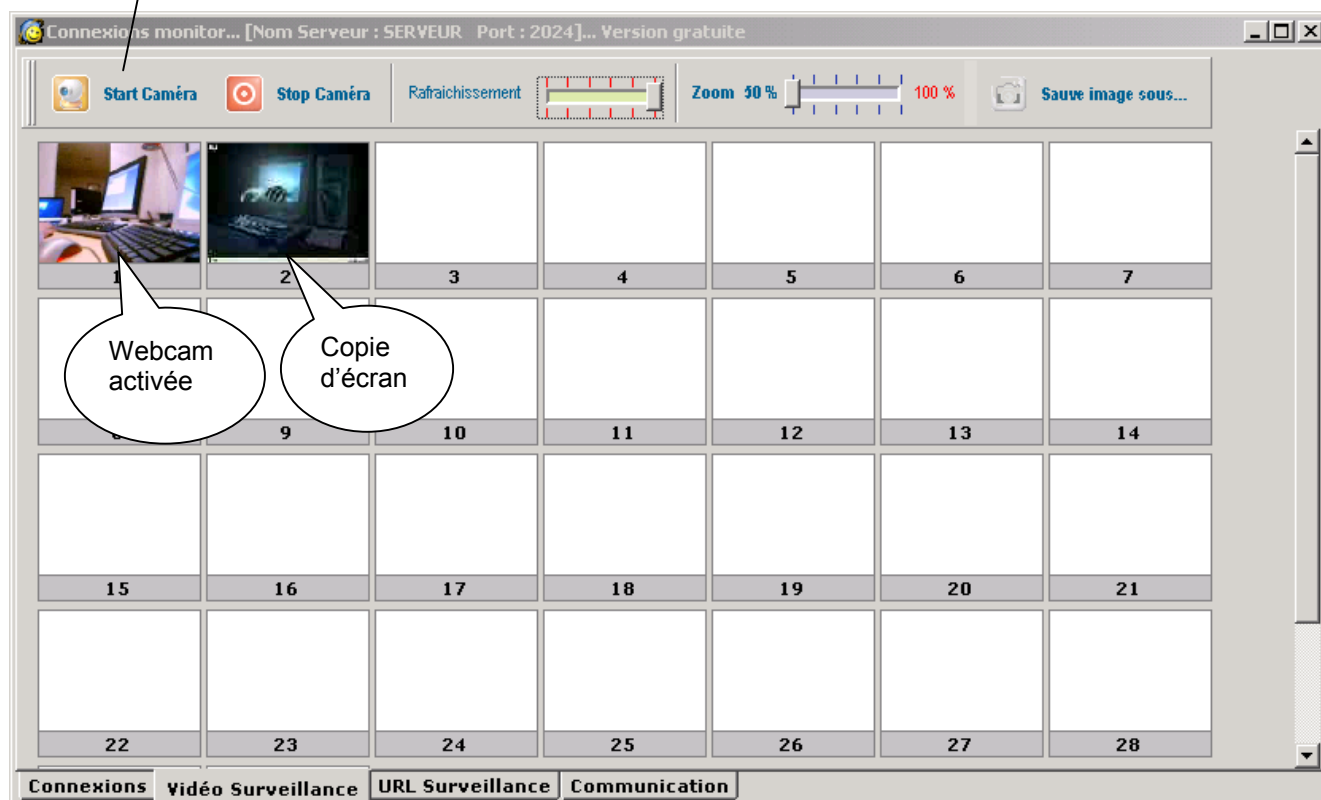 Connexions monitor... [Nom Serveur : SERVEUR Port : 2024]... Version gratuite
Start Caméra Stop Caméra Rafraichissement Zoom 50 % 100 % Sauve image sous...
1 2 3 4 5 6 7
Webcam
activée
Copie
d’écran
9 10 11 12 13 14
15 16 17 18 19 20 21
22 23 24 25 26 27 28
Connexions Vidéo Surveillance URL Surveillance Communication